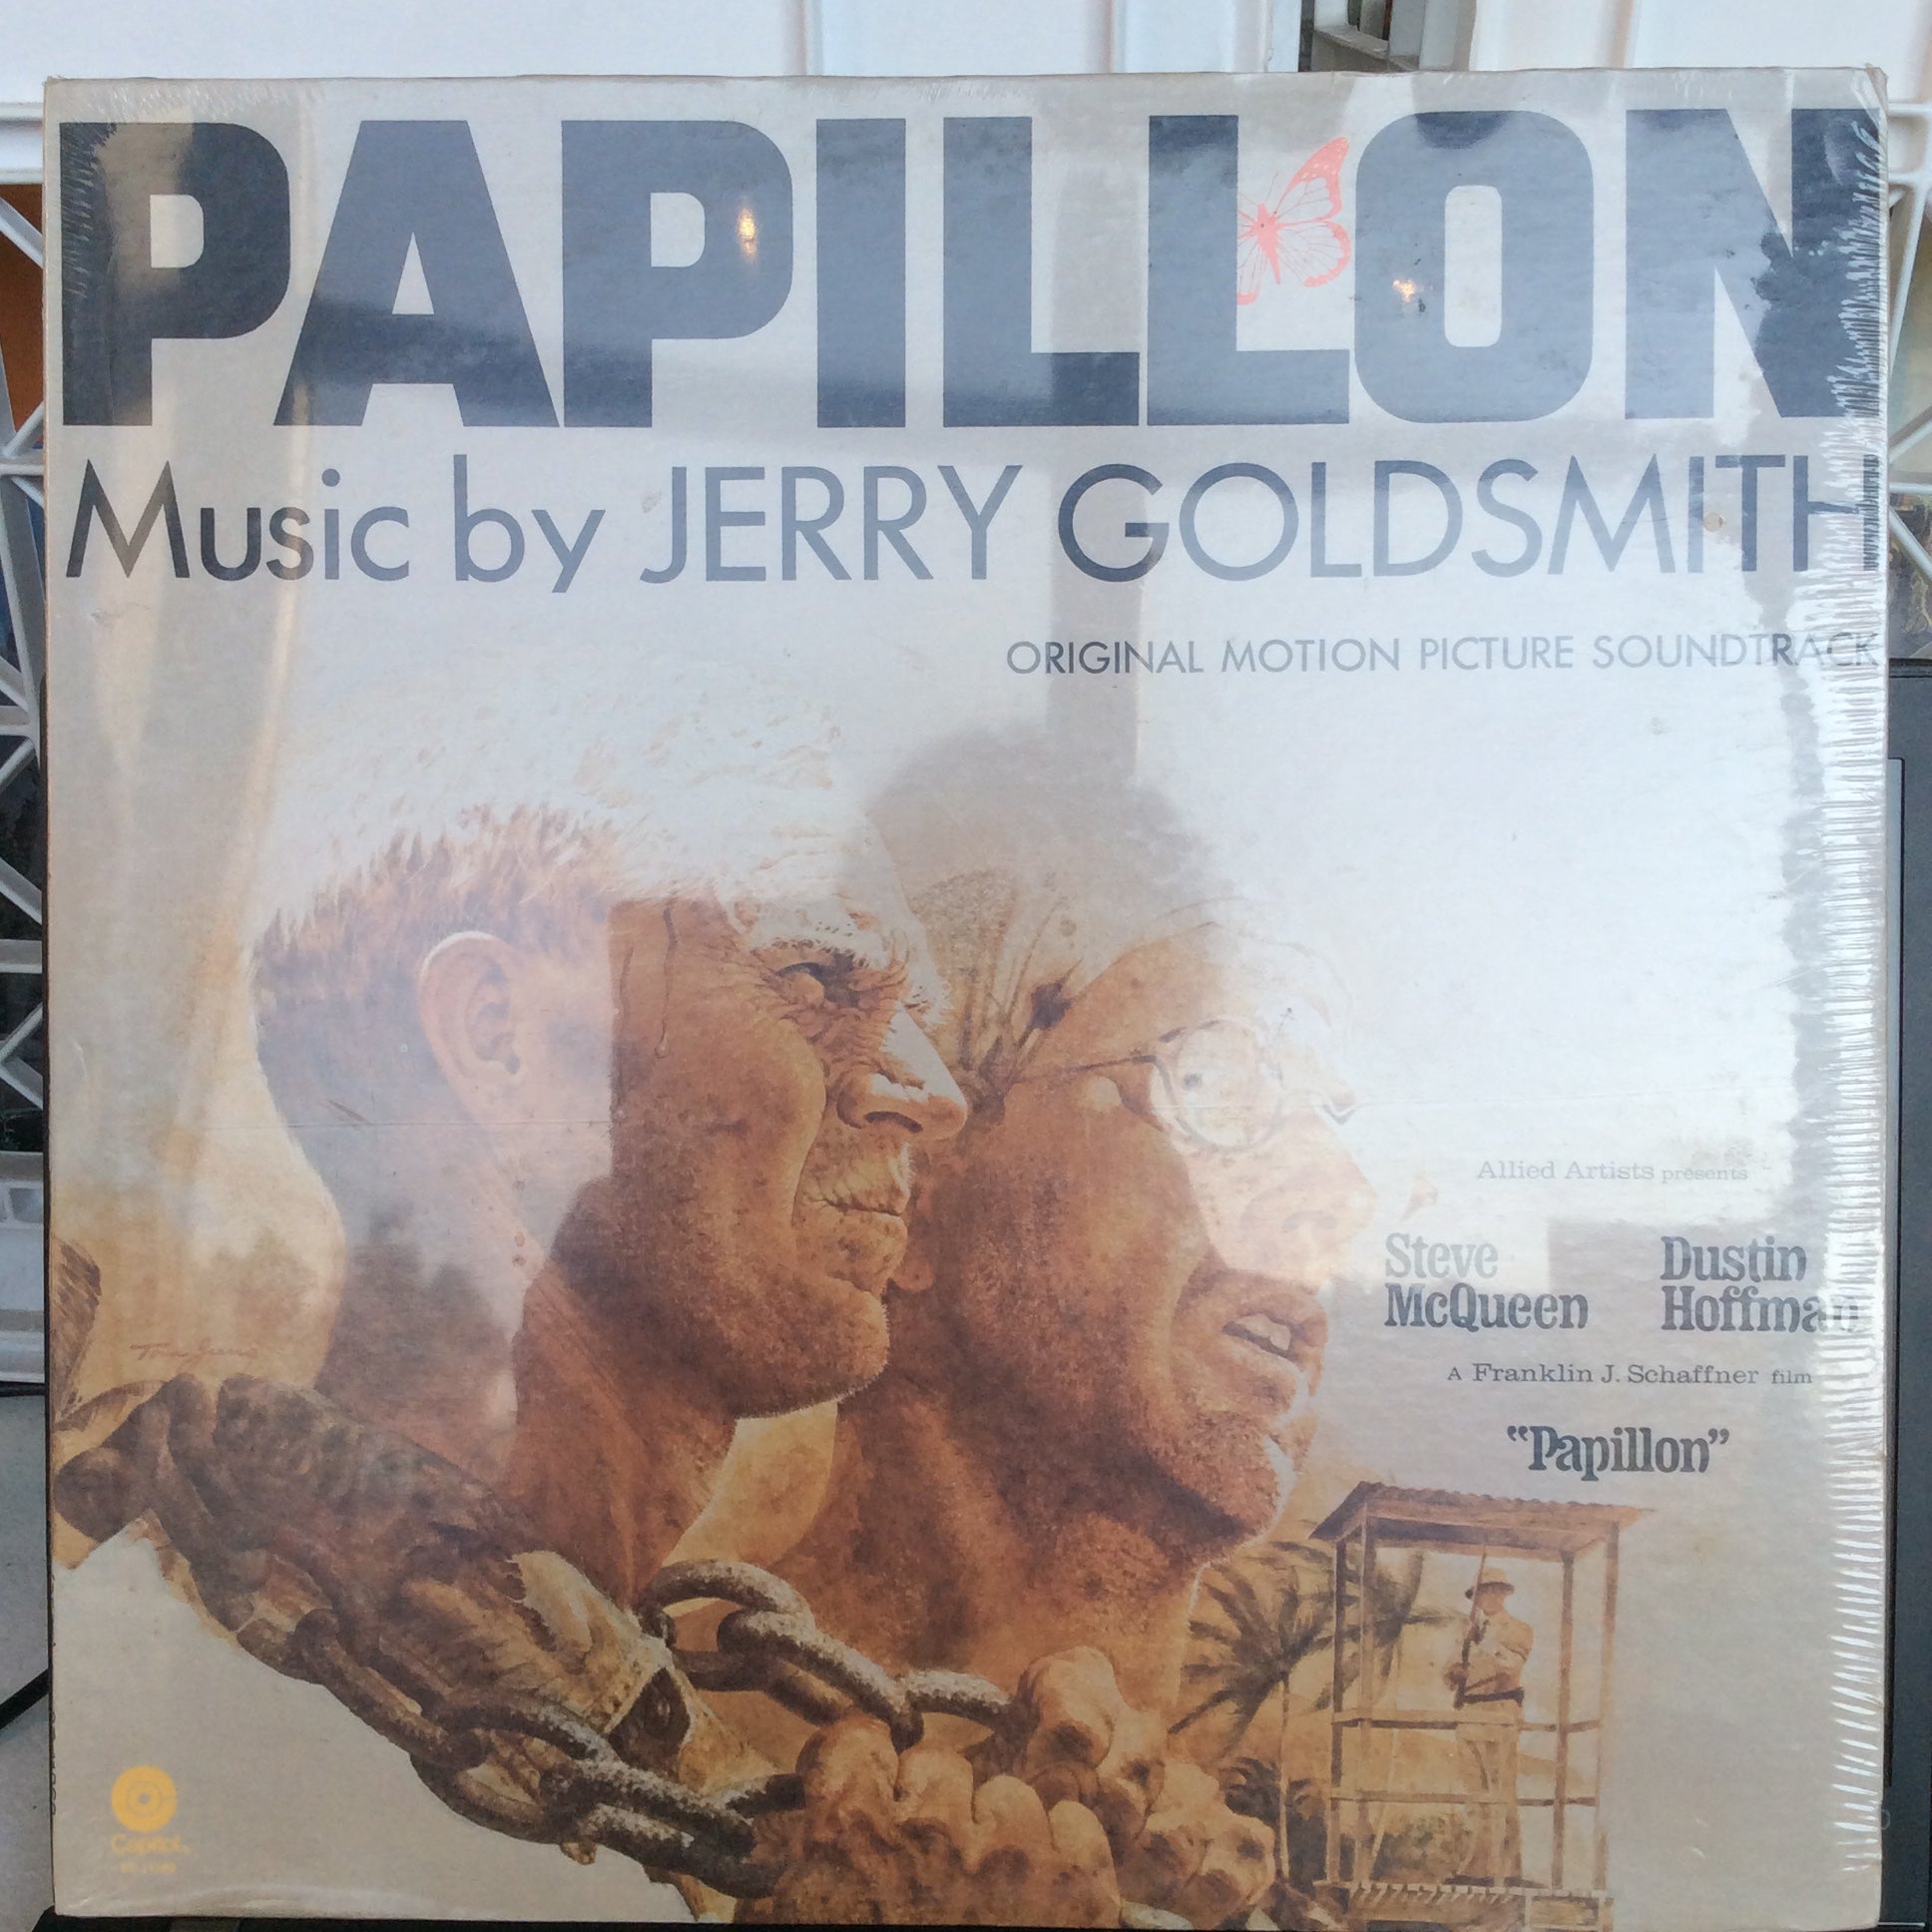 PAPILLON
Music by JERRY GOLDSMITH
ORIGINAL MOTION PICTURE SOUNDTRACK
Allied Artists presents
Steve McQueen
Dustin Hoffman
A Franklin J. Schaffner film
“Papillon”
Capitol